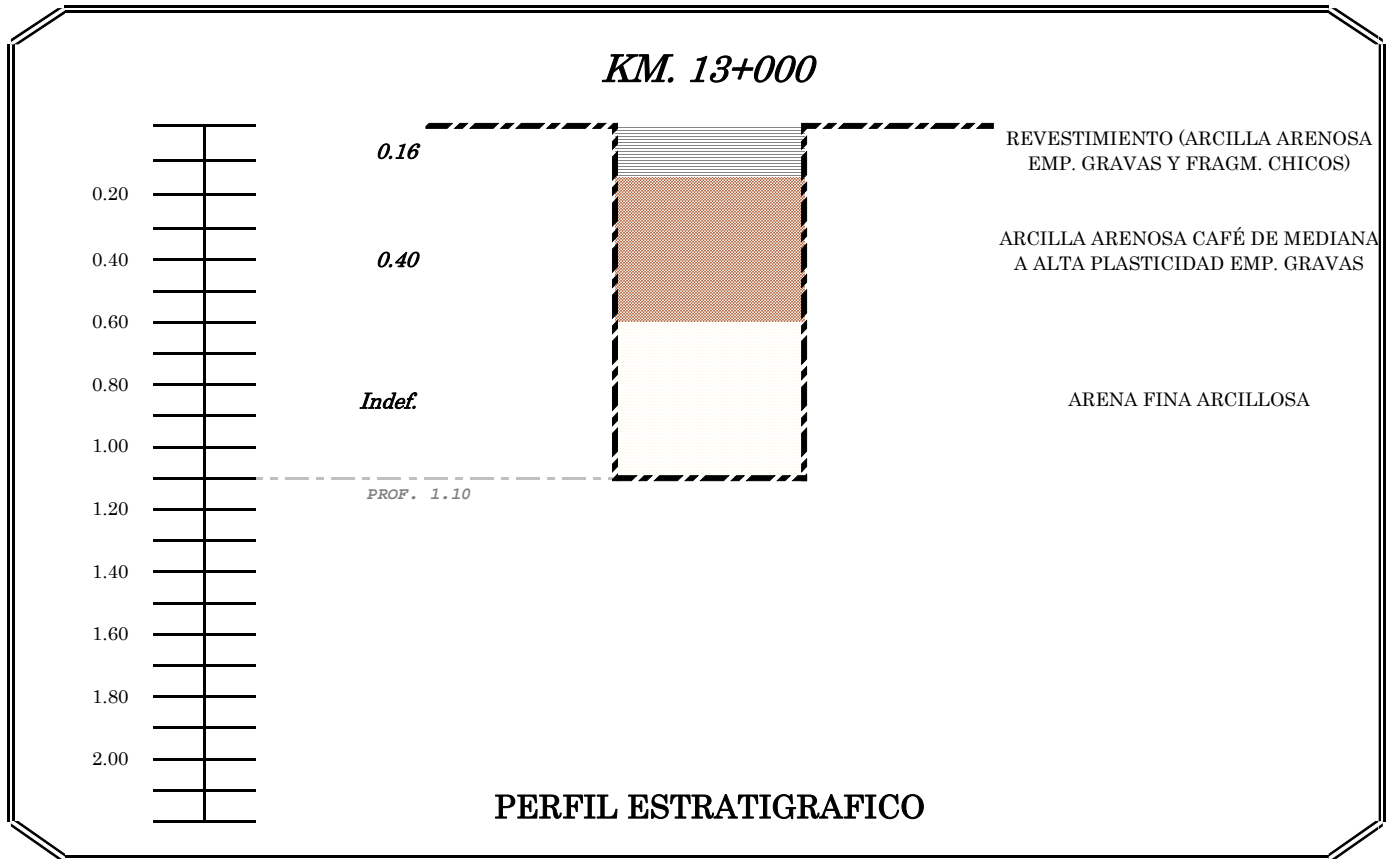 KM. 13+000
0.16
REVESTIMIENTO (ARCILLA ARENOSA
EMP. GRAVAS Y FRAGM. CHICOS)
0.20
ARCILLA ARENOSA CAFÉ DE MEDIANA
0.40
0.40
A ALTA PLASTICIDAD EMP. GRAVAS
0.60
0.80
Indef.
ARENA FINA ARCILLOSA
1.00
PROF. 1.10
1.20
1.40
1.60
1.80
2.00
PERFIL ESTRATIGRAFICO